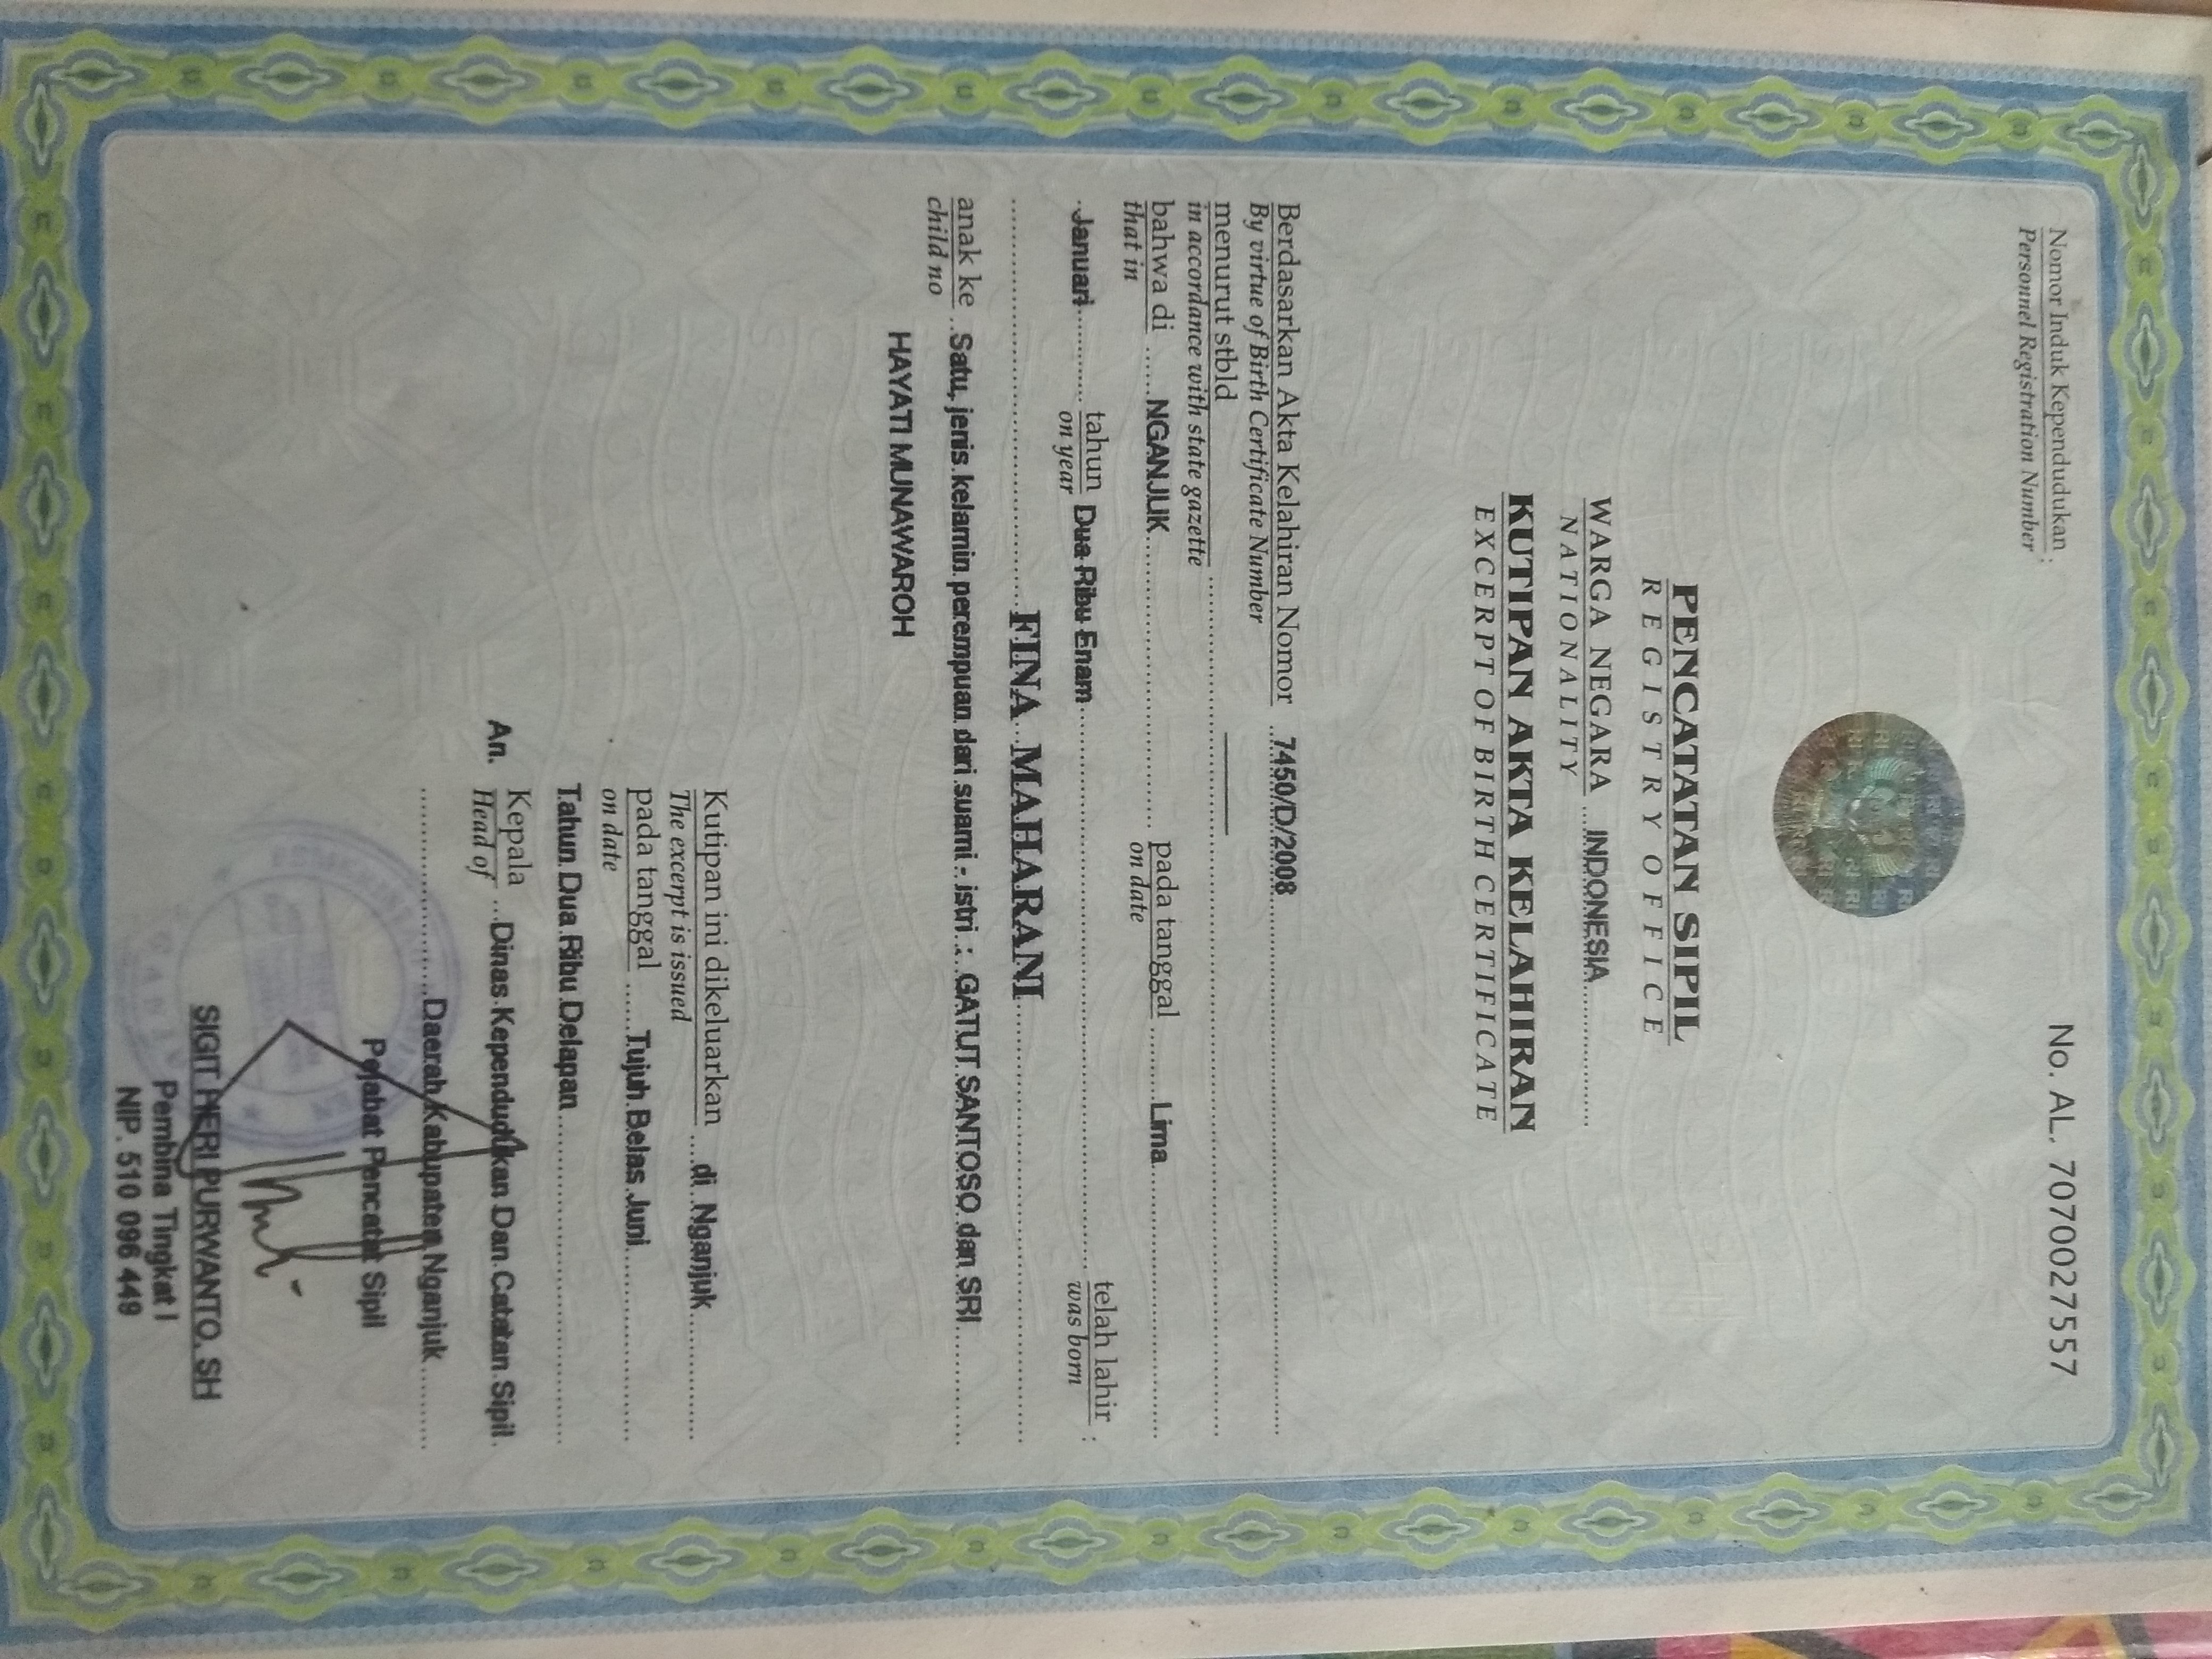 Nomor Induk Kependudukan :
Personnel Registration Number
No. AL. 7070027557
PENCATATAN SIPIL
REGISTRY OFFICE
WARGA NEGARA ...INDONESIA
NATIONALITY
KUTIPAN AKTA KELAHIRAN
EXCERPT OF BIRTH CERTIFICATE
Berdasarkan Akta Kelahiran Nomor 7450/D/2008
By virtue of Birth Certificate Number
menurut stbld
in accordance with state gazette
bahwa di NGANJUK pada tanggal Lima
that in on date
Januari tahun Dua Ribu Enam telah lahir :
on year was born
FINA MAHARANI
anak ke Satu, jenis kelamin perempuan dari suami - istri : GATUT SANTOSO dan SRI
child no
HAYATI MUNAWAROH
Kutipan ini dikeluarkan di Nganjuk
The excerpt is issued
pada tanggal Tujuh Belas Juni
on date
Tahun Dua Ribu Delapan
An. Kepala Dinas Kependudukan Dan Catatan Sipil
Head of
Daerah Kabupaten Nganjuk
Pejabat Pencatat Sipil
SIGIT HERI PURWANTO, SH
Pembina Tingkat I
NIP. 510 096 449